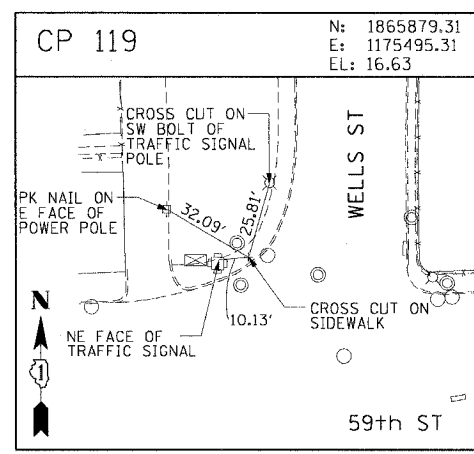 CP 119
N: 1865879.31
E: 1175495.31
EL: 16.63
CROSS CUT ON
SW BOLT OF
TRAFFIC SIGNAL
POLE
WELLS ST
PK NAIL ON
E FACE OF
POWER POLE
32.09'
25.81'
N
10.13'
CROSS CUT ON
SIDEWALK
NE FACE OF
TRAFFIC SIGNAL
1
59th ST